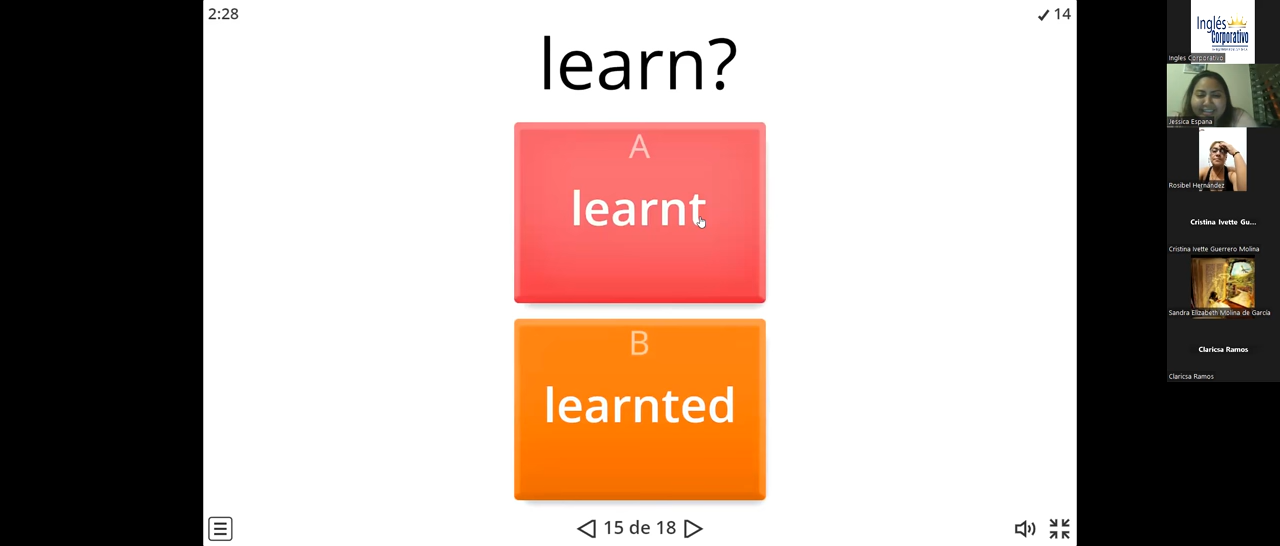 2:28
14
learn?
A
learnt
B
learnted
15 de 18
Inglés
Corporativo
Ingles Corporativo
Jessica Espana
Rosibel Hernández
Cristina Ivette Gu...
Cristina Ivette Guerrero Molina
Sandra Elizabeth Molina de García
Claricsa Ramos
Claricsa Ramos